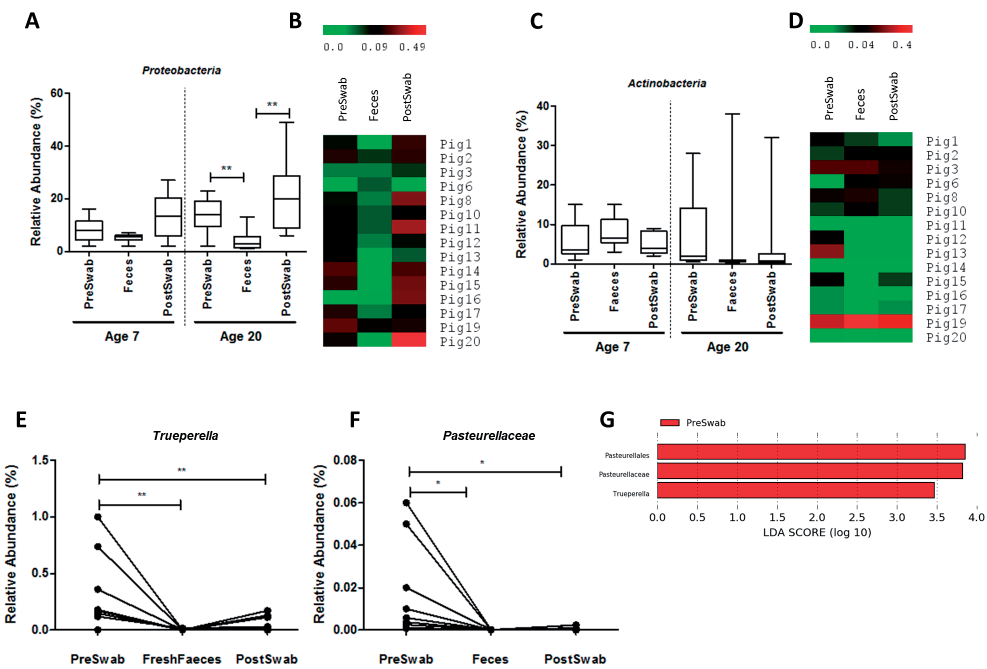 A
Proteobacteria
Relative Abundance (%)
60
40
20
0
**
**
PreSwab
Feces
PostSwab
PreSwab
Feces
PostSwab
Age 7
Age 20
B
0.0 0.09 0.49
PreSwab
Feces
PostSwab
Pig1
Pig2
Pig3
Pig6
Pig8
Pig10
Pig11
Pig12
Pig13
Pig14
Pig15
Pig16
Pig17
Pig19
Pig20
C
Actinobacteria
Relative Abundance (%)
40
30
20
10
0
PreSwab
Faeces
PostSwab
PreSwab
Faeces
PostSwab
Age 7
Age 20
D
0.0 0.04 0.4
PreSwab
Feces
PostSwab
Pig1
Pig2
Pig3
Pig6
Pig8
Pig10
Pig11
Pig12
Pig13
Pig14
Pig15
Pig16
Pig17
Pig19
Pig20
E
Trueperella
Relative Abundance (%)
1.5
1.0
0.5
0.0
**
**
PreSwab FreshFaeces PostSwab
F
Pasteurellaceae
Relative Abundance (%)
0.08
0.06
0.04
0.02
0.00
*
*
PreSwab Feces PostSwab
G
PreSwab
Pasteurellales
Pasteurellaceae
Trueperella
0.0 0.5 1.0 1.5 2.0 2.5 3.0 3.5 4.0
LDA SCORE (log 10)